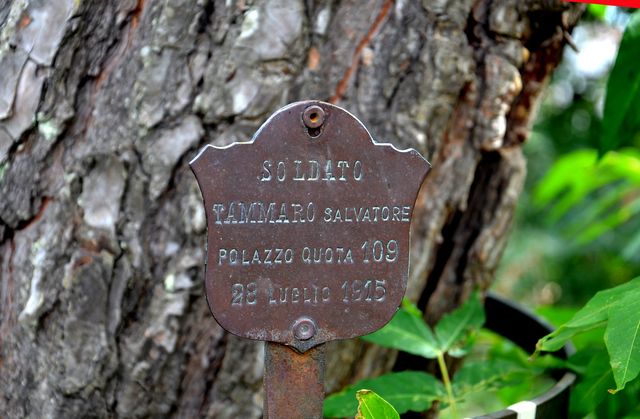 SOLDATO
TAMMARO SALVATORE
POLAZZO QUOTA 109
28 LUGLIO 1915